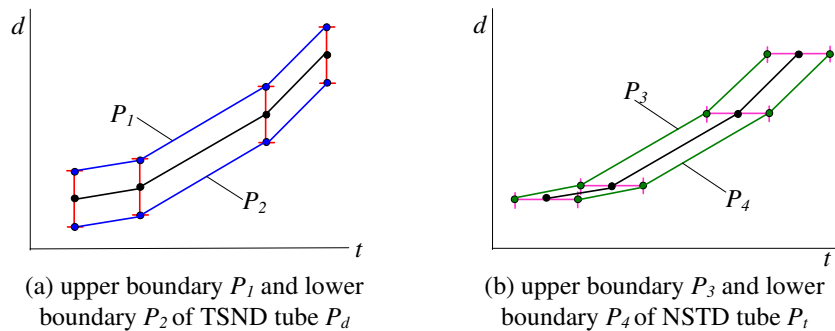 d
P1
P2
t
(a) upper boundary P1 and lower
boundary P2 of TSND tube Pd
d
P3
P4
t
(b) upper boundary P3 and lower
boundary P4 of NSTD tube Pt